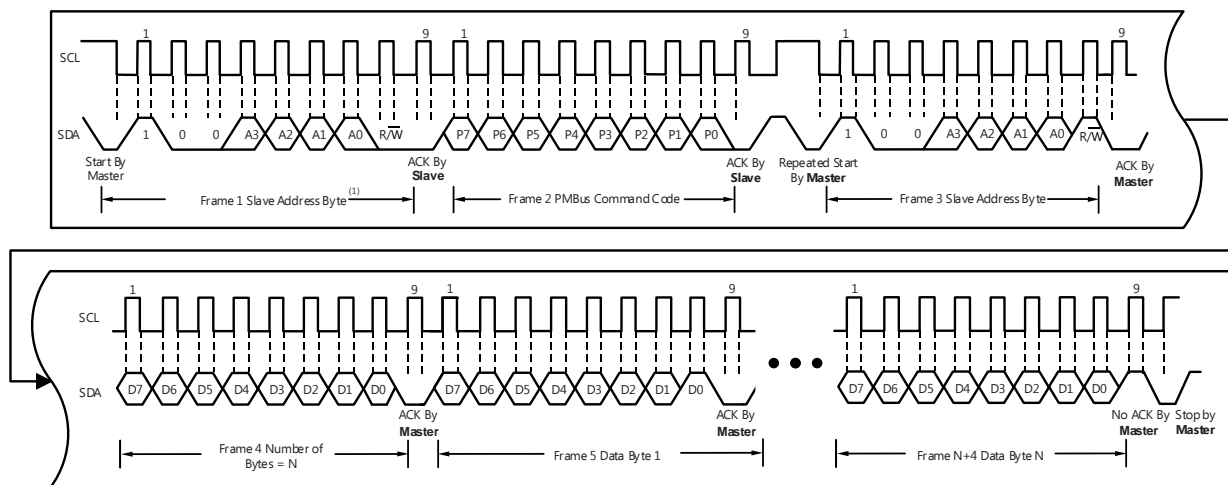 1 9 1 9 1 9
SCL
SDA 1 0 0 A3 A2 A1 A0 R/W P7 P6 P5 P4 P3 P2 P1 P0 1 0 0 A3 A2 A1 A0 R/W
Start By
Master
ACK By
Slave
ACK By
Slave
Repeated Start
By Master
ACK By
Master
Frame 1 Slave Address Byte (1)
Frame 2 PMBus Command Code
Frame 3 Slave Address Byte
1 9 1 9 1 9
SCL
SDA D7 D6 D5 D4 D3 D2 D1 D0 D7 D6 D5 D4 D3 D2 D1 D0 D7 D6 D5 D4 D3 D2 D1 D0
ACK By
Master
ACK By
Master
No ACK By
Master
Stop by
Master
Frame 4 Number of
Bytes = N
Frame 5 Data Byte 1
Frame N+4 Data Byte N